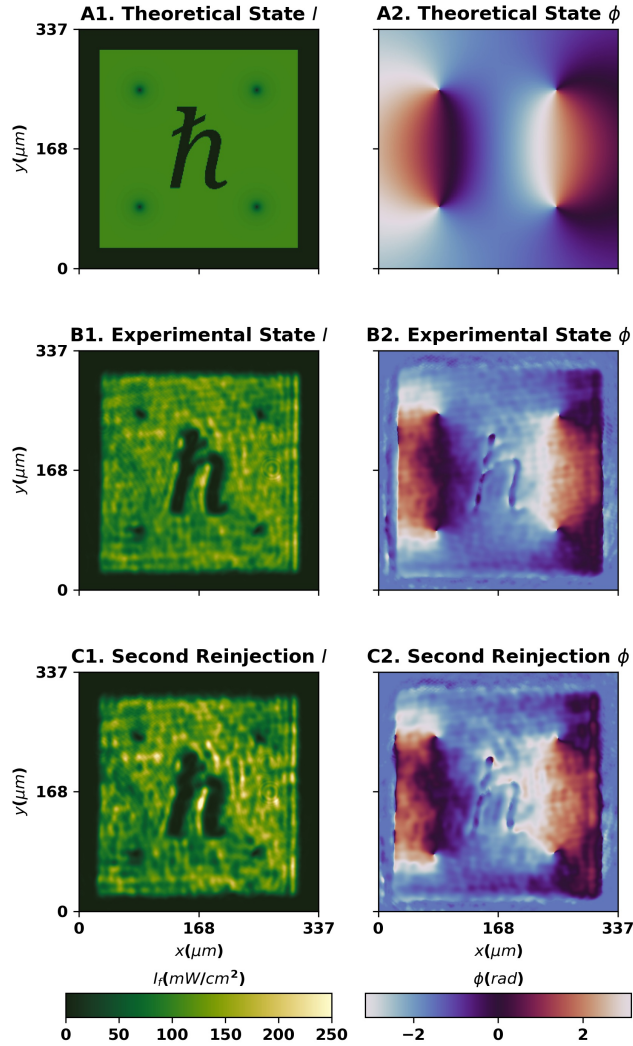 A1. Theoretical State I
A2. Theoretical State ϕ
337
168
0
y(μm)
ħ
B1. Experimental State I
B2. Experimental State ϕ
337
168
0
y(μm)
ħ
C1. Second Reinjection I
C2. Second Reinjection ϕ
337
168
0
y(μm)
ħ
0 168 337
0 168 337
x(μm)
x(μm)
I_f(mW/cm²)
ϕ(rad)
0 50 100 150 200 250
−2 0 2